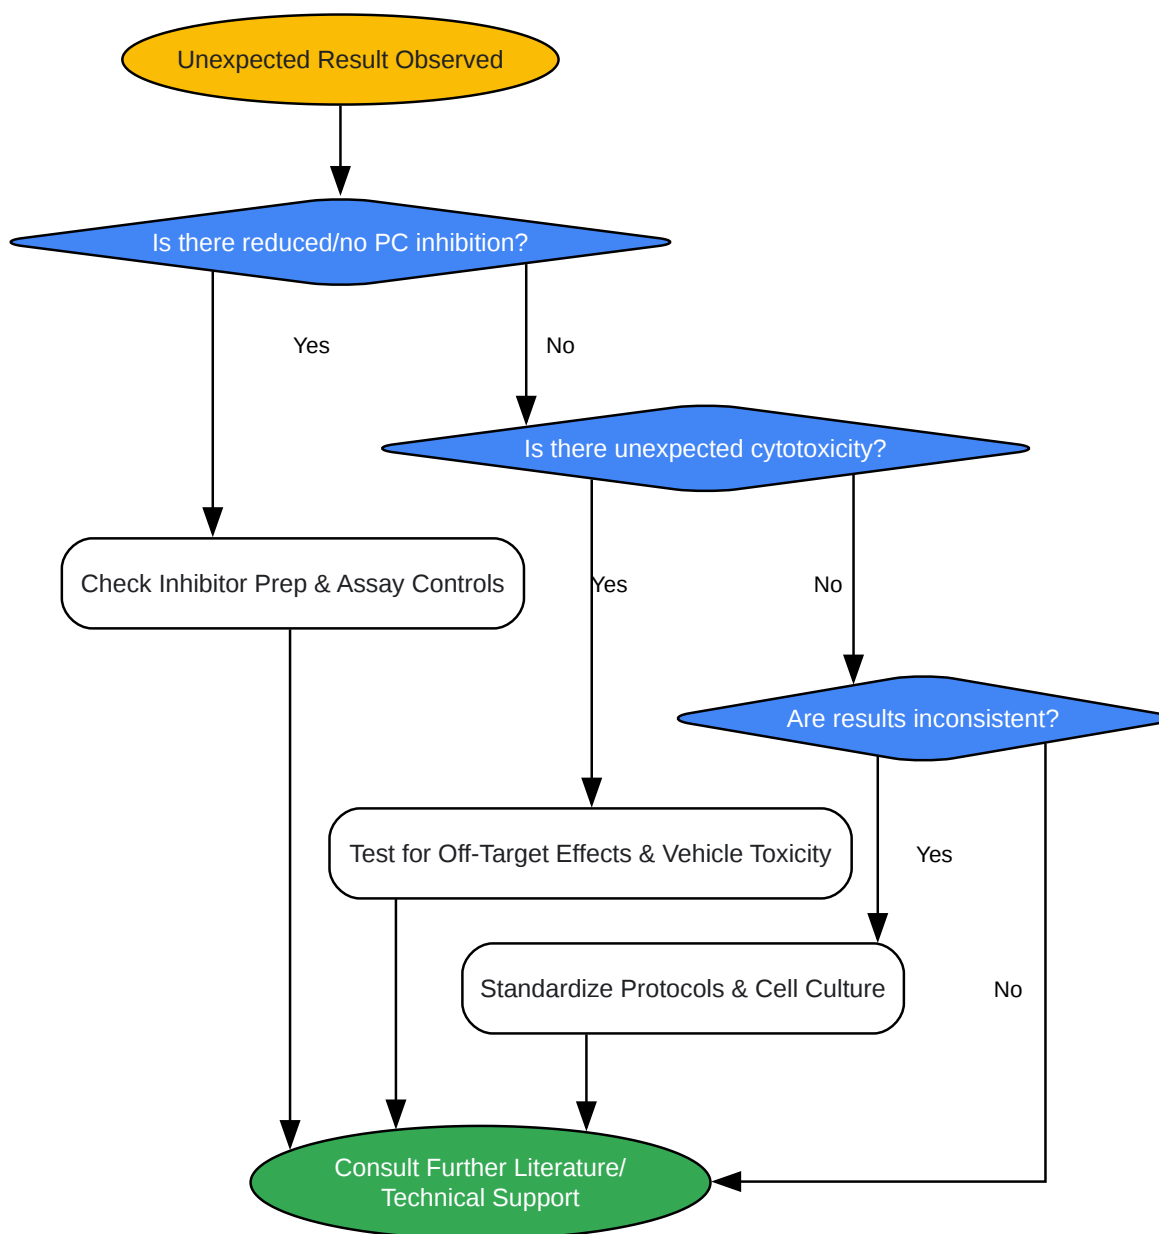 Unexpected Result Observed
Is there reduced/no PC inhibition?
Yes
No
Is there unexpected cytotoxicity?
Check Inhibitor Prep & Assay Controls
Yes
No
Are results inconsistent?
Test for Off-Target Effects & Vehicle Toxicity
Yes
Standardize Protocols & Cell Culture
No
Consult Further Literature/
Technical Support